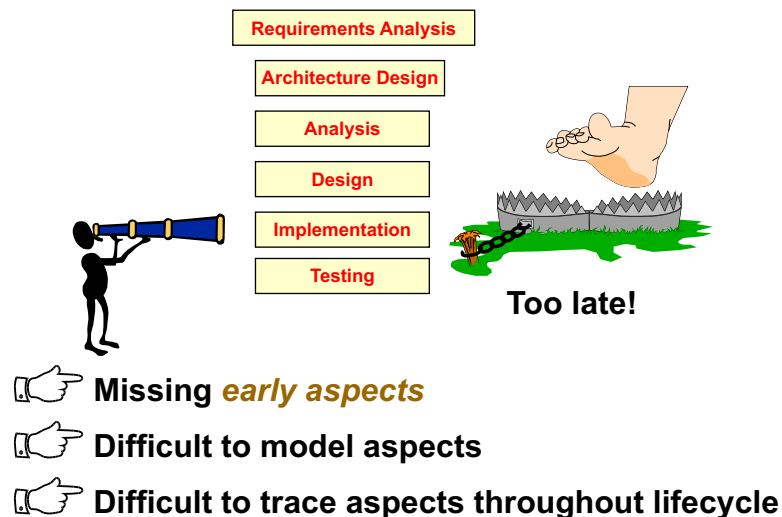 Requirements Analysis
Architecture Design
Analysis
Design
Implementation
Testing
Too late!
Missing early aspects
Difficult to model aspects
Difficult to trace aspects throughout lifecycle